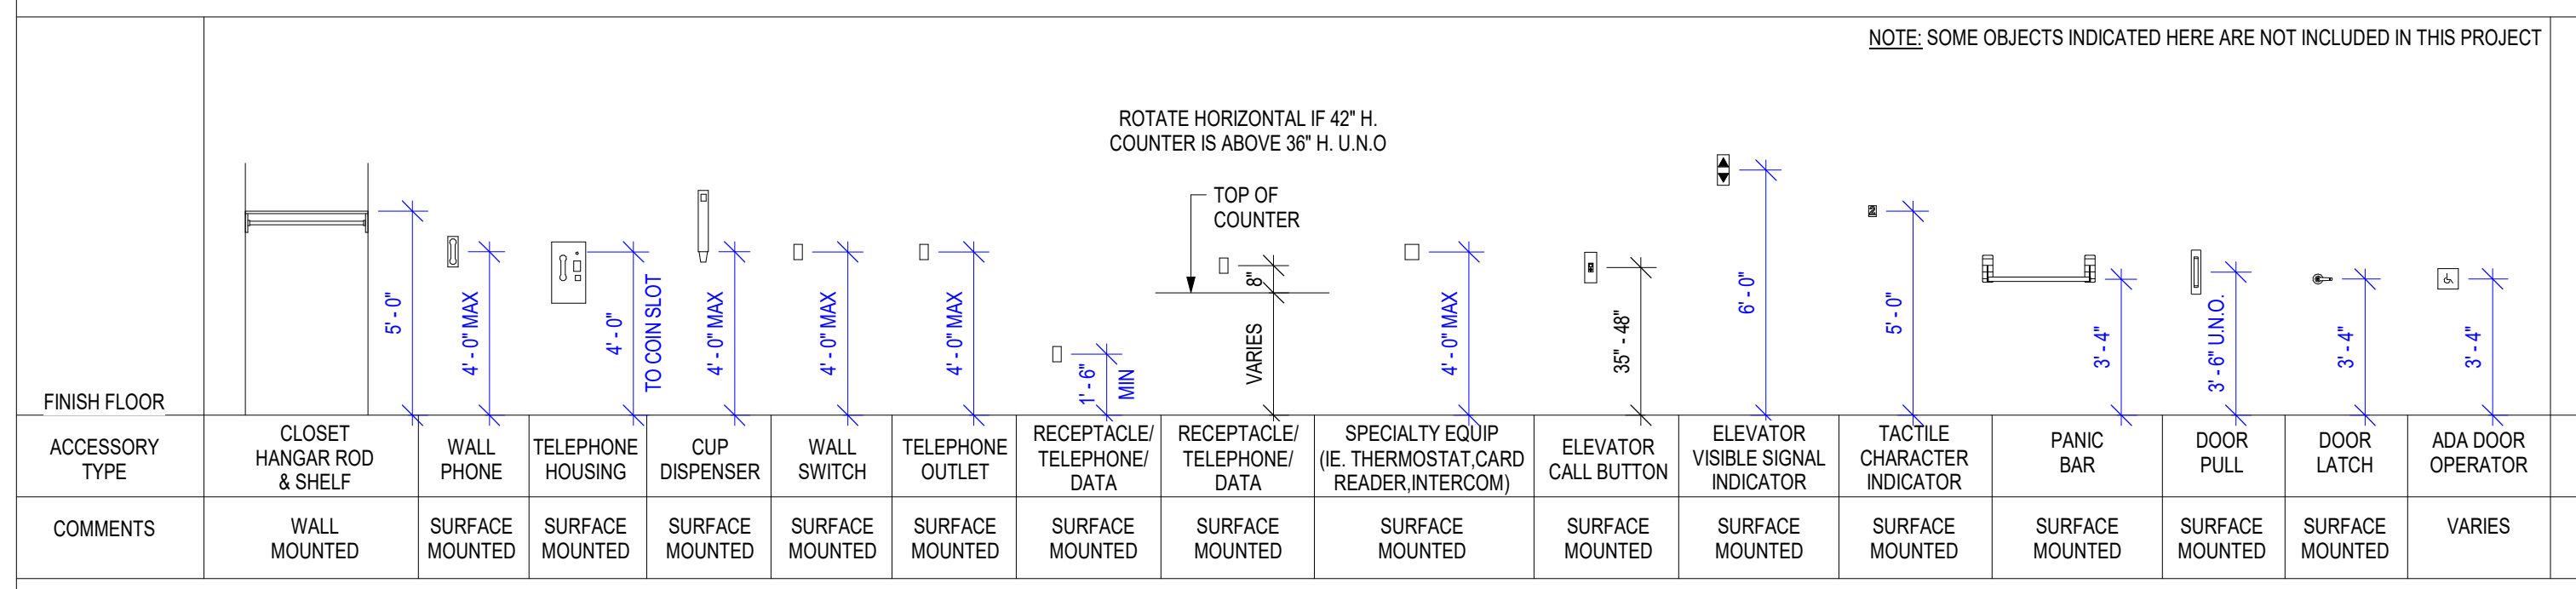 NOTE: SOME OBJECTS INDICATED HERE ARE NOT INCLUDED IN THIS PROJECT
ROTATE HORIZONTAL IF 42" H.
COUNTER IS ABOVE 36" H. U.N.O
TOP OF
COUNTER
5' - 0"
4' - 0" MAX
4' - 0"
TO COIN SLOT
4' - 0" MAX
4' - 0" MAX
4' - 0" MAX
1' - 6"
MIN
8"
VARIES
4' - 0" MAX
35" - 48"
6' - 0"
5' - 0"
3' - 4"
3' - 6" U.N.O.
3' - 4"
3' - 4"
FINISH FLOOR
ACCESSORY
TYPE
CLOSET
HANGAR ROD
& SHELF
WALL
PHONE
TELEPHONE
HOUSING
CUP
DISPENSER
WALL
SWITCH
TELEPHONE
OUTLET
RECEPTACLE/
TELEPHONE/
DATA
RECEPTACLE/
TELEPHONE/
DATA
SPECIALTY EQUIP
(IE. THERMOSTAT,CARD
READER,INTERCOM)
ELEVATOR
CALL BUTTON
ELEVATOR
VISIBLE SIGNAL
INDICATOR
TACTILE
CHARACTER
INDICATOR
PANIC
BAR
DOOR
PULL
DOOR
LATCH
ADA DOOR
OPERATOR
COMMENTS
WALL
MOUNTED
SURFACE
MOUNTED
SURFACE
MOUNTED
SURFACE
MOUNTED
SURFACE
MOUNTED
SURFACE
MOUNTED
SURFACE
MOUNTED
SURFACE
MOUNTED
SURFACE
MOUNTED
SURFACE
MOUNTED
SURFACE
MOUNTED
SURFACE
MOUNTED
SURFACE
MOUNTED
SURFACE
MOUNTED
SURFACE
MOUNTED
VARIES